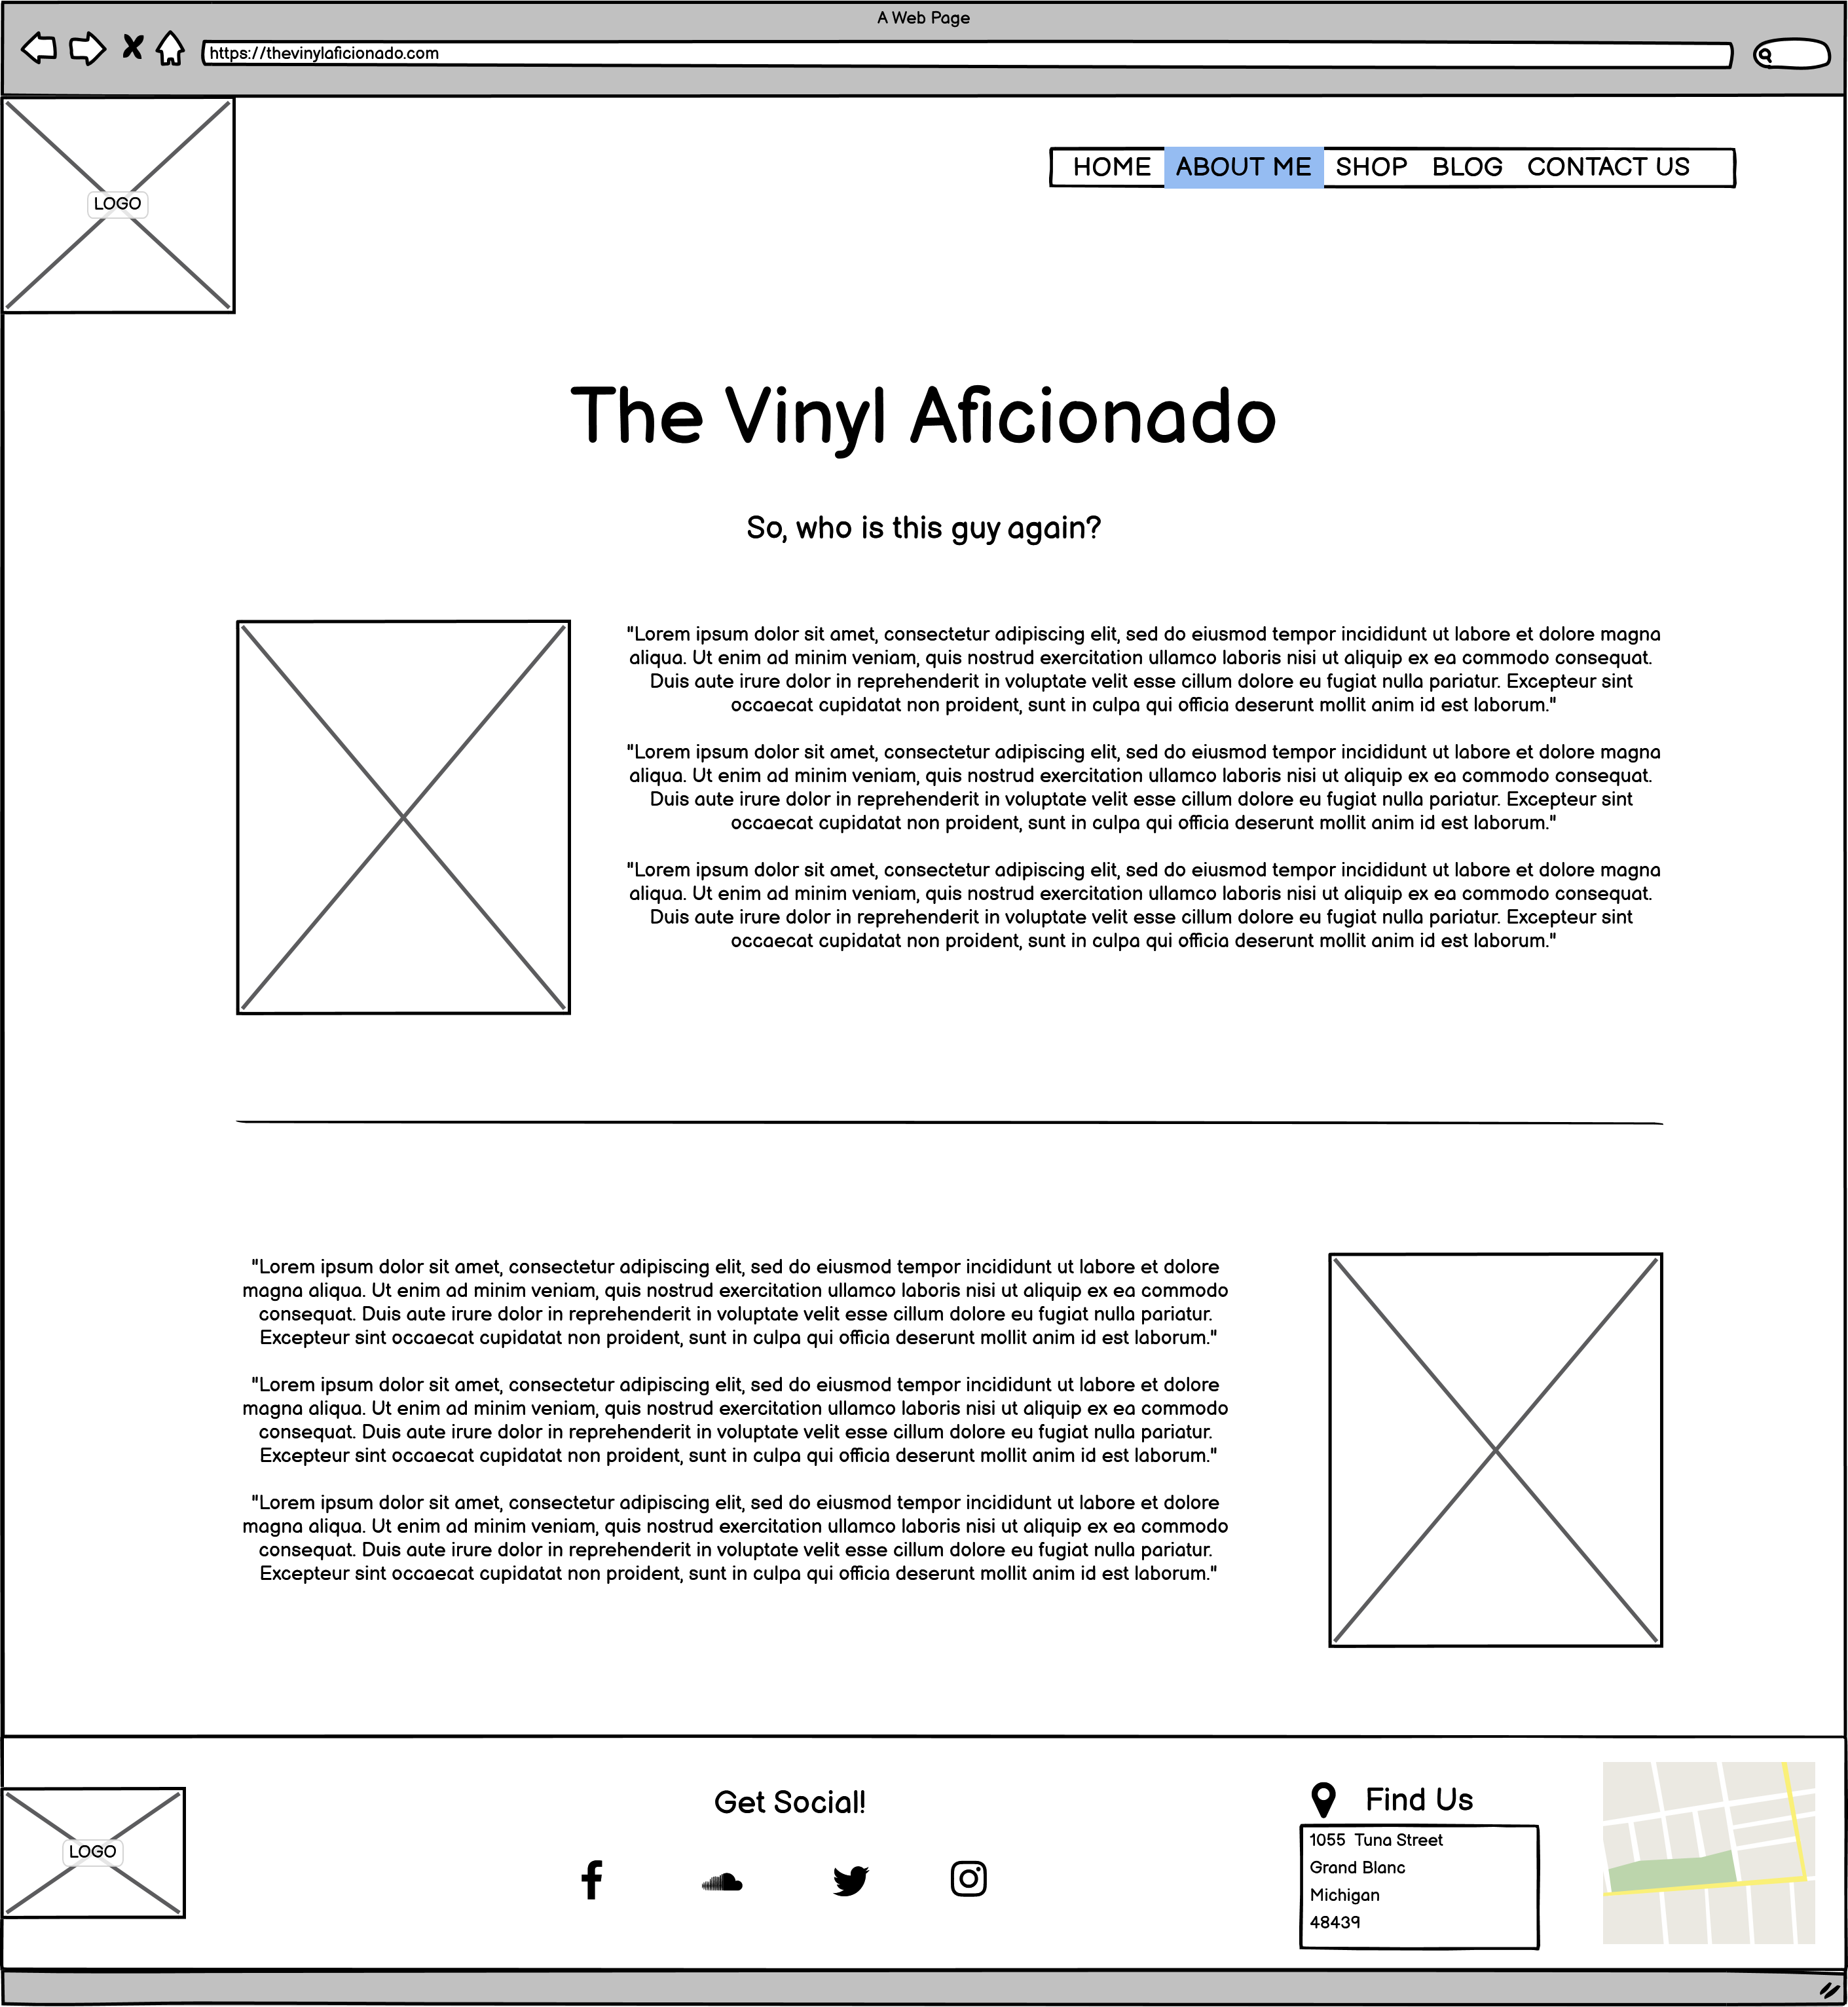 A Web Page
https://thevinylaficionado.com
LOGO
HOME ABOUT ME SHOP BLOG CONTACT US
The Vinyl Aficionado
So, who is this guy again?
"Lorem ipsum dolor sit amet, consectetur adipiscing elit, sed do eiusmod tempor incididunt ut labore et dolore magna
aliqua. Ut enim ad minim veniam, quis nostrud exercitation ullamco laboris nisi ut aliquip ex ea commodo consequat.
Duis aute irure dolor in reprehenderit in voluptate velit esse cillum dolore eu fugiat nulla pariatur. Excepteur sint
occaecat cupidatat non proident, sunt in culpa qui officia deserunt mollit anim id est laborum."
"Lorem ipsum dolor sit amet, consectetur adipiscing elit, sed do eiusmod tempor incididunt ut labore et dolore magna
aliqua. Ut enim ad minim veniam, quis nostrud exercitation ullamco laboris nisi ut aliquip ex ea commodo consequat.
Duis aute irure dolor in reprehenderit in voluptate velit esse cillum dolore eu fugiat nulla pariatur. Excepteur sint
occaecat cupidatat non proident, sunt in culpa qui officia deserunt mollit anim id est laborum."
"Lorem ipsum dolor sit amet, consectetur adipiscing elit, sed do eiusmod tempor incididunt ut labore et dolore magna
aliqua. Ut enim ad minim veniam, quis nostrud exercitation ullamco laboris nisi ut aliquip ex ea commodo consequat.
Duis aute irure dolor in reprehenderit in voluptate velit esse cillum dolore eu fugiat nulla pariatur. Excepteur sint
occaecat cupidatat non proident, sunt in culpa qui officia deserunt mollit anim id est laborum."
"Lorem ipsum dolor sit amet, consectetur adipiscing elit, sed do eiusmod tempor incididunt ut labore et dolore
magna aliqua. Ut enim ad minim veniam, quis nostrud exercitation ullamco laboris nisi ut aliquip ex ea commodo
consequat. Duis aute irure dolor in reprehenderit in voluptate velit esse cillum dolore eu fugiat nulla pariatur.
Excepteur sint occaecat cupidatat non proident, sunt in culpa qui officia deserunt mollit anim id est laborum."
"Lorem ipsum dolor sit amet, consectetur adipiscing elit, sed do eiusmod tempor incididunt ut labore et dolore
magna aliqua. Ut enim ad minim veniam, quis nostrud exercitation ullamco laboris nisi ut aliquip ex ea commodo
consequat. Duis aute irure dolor in reprehenderit in voluptate velit esse cillum dolore eu fugiat nulla pariatur.
Excepteur sint occaecat cupidatat non proident, sunt in culpa qui officia deserunt mollit anim id est laborum."
"Lorem ipsum dolor sit amet, consectetur adipiscing elit, sed do eiusmod tempor incididunt ut labore et dolore
magna aliqua. Ut enim ad minim veniam, quis nostrud exercitation ullamco laboris nisi ut aliquip ex ea commodo
consequat. Duis aute irure dolor in reprehenderit in voluptate velit esse cillum dolore eu fugiat nulla pariatur.
Excepteur sint occaecat cupidatat non proident, sunt in culpa qui officia deserunt mollit anim id est laborum."
LOGO
Get Social!
Find Us
1055 Tuna Street
Grand Blanc
Michigan
48439